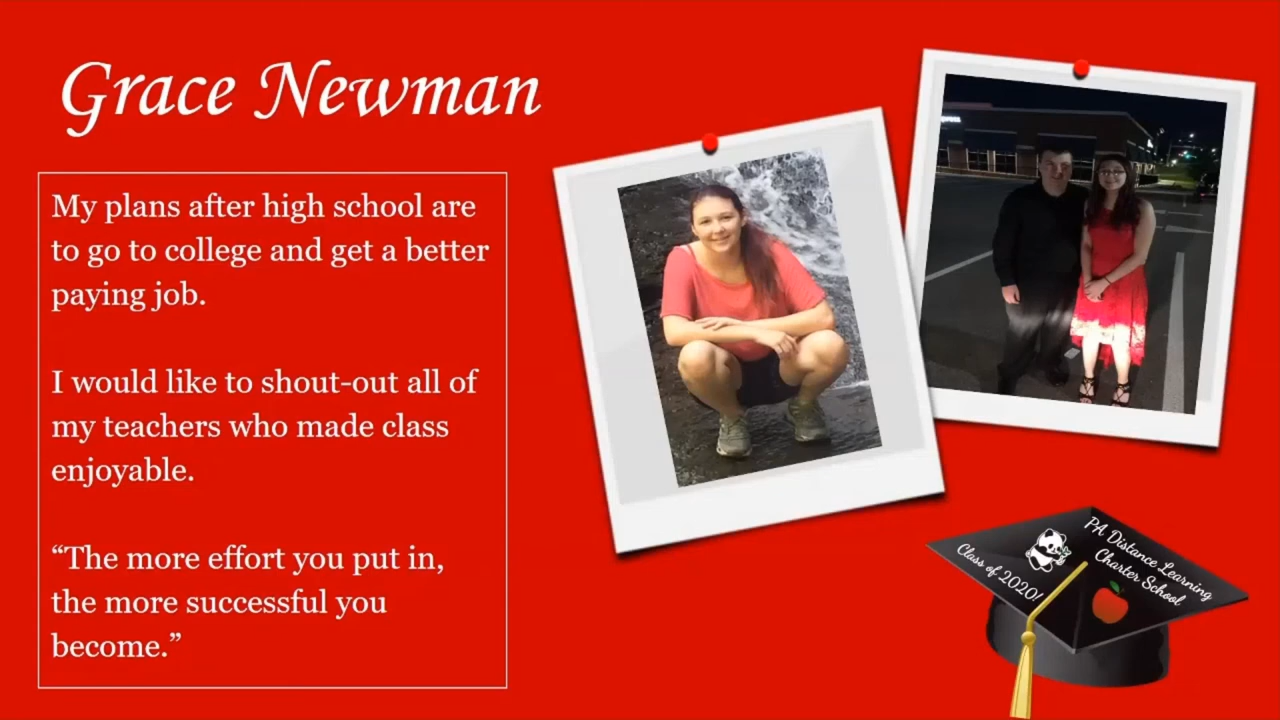 Grace Newman
My plans after high school are
to go to college and get a better
paying job.
I would like to shout-out all of
my teachers who made class
enjoyable.
“The more effort you put in,
the more successful you
become.”
PA Distance Learning
Charter School
Class of 2020!